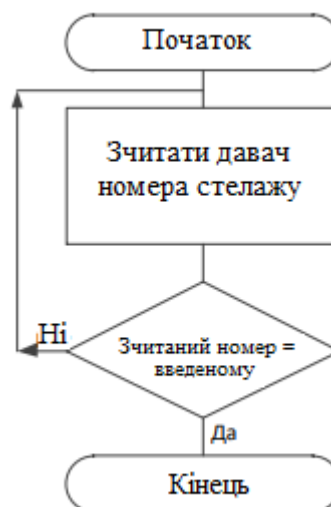 Початок
Зчитати давач
номера стелажу
Ні
Зчитаний номер =
введеному
Да
Кінець